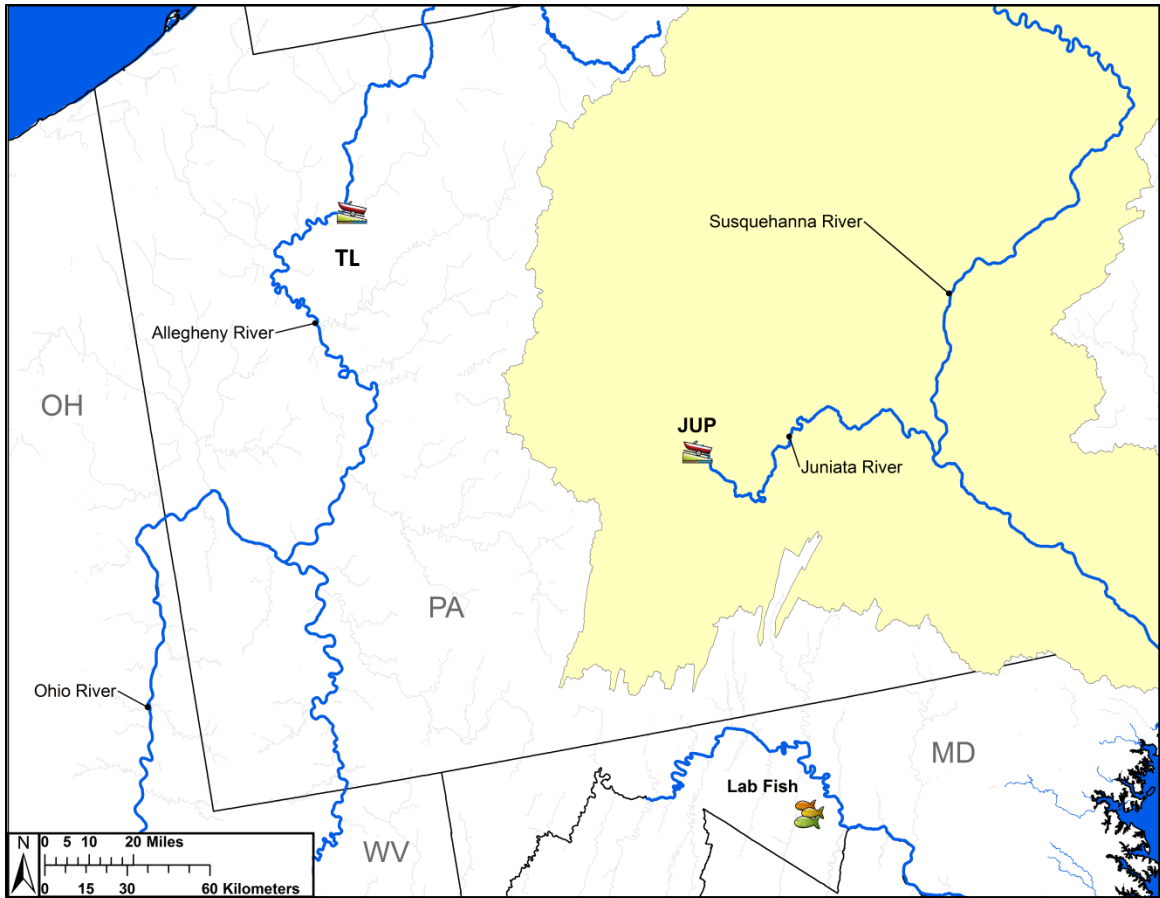 Susquehanna River
TL
Allegheny River
OH
JUP
Juniata River
PA
Ohio River
MD
Lab Fish
WV
N
0 5 10 20 Miles
0 15 30 60 Kilometers